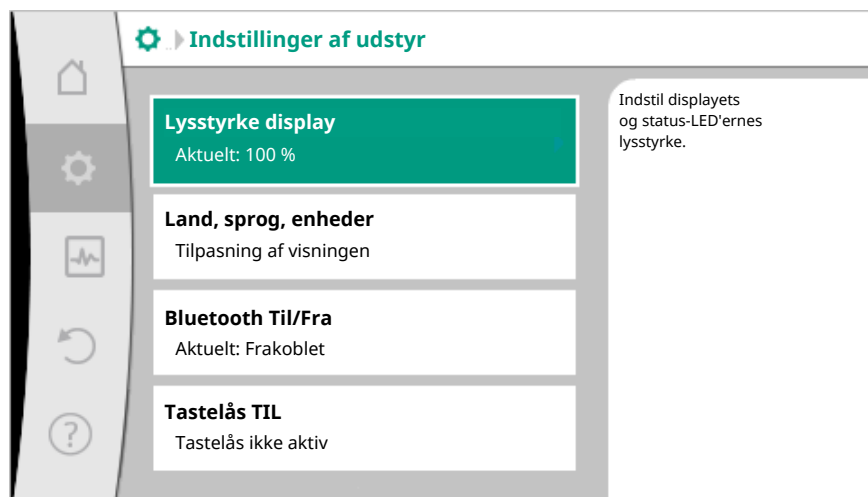 Indstillinger af udstyr
Lysstyrke display
Aktuelt: 100 %
Land, sprog, enheder
Tilpasning af visningen
Bluetooth Til/Fra
Aktuelt: Frakoblet
Tastelås TIL
Tastelås ikke aktiv
Indstil displayets
og status-LED'ernes
lysstyrke.